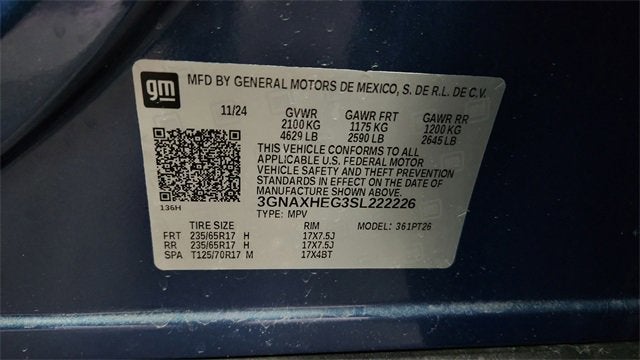 gm MFD BY GENERAL MOTORS DE MEXICO, S. DE R.L. DE C.V.
11/24 GVWR GAWR FRT GAWR RR
2100 KG 1175 KG 1200 KG
4629 LB 2590 LB 2645 LB
THIS VEHICLE CONFORMS TO ALL
APPLICABLE U.S. FEDERAL MOTOR
VEHICLE SAFETY AND THEFT PREVENTION
STANDARDS IN EFFECT ON THE DATE OF
MANUFACTURE SHOWN ABOVE.
3GNAXHEG3SL222226
136H TYPE: MPV
TIRE SIZE RIM MODEL: 361PT26
FRT 235/65R17 H 17X7.5J
RR 235/65R17 H 17X7.5J
SPA T125/70R17 M 17X4BT